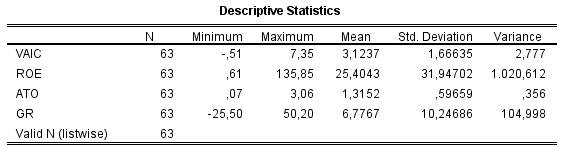 Descriptive Statistics
N Minimum Maximum Mean Std. Deviation Variance
VAIC 63 -,51 7,35 3,1237 1,66635 2,777
ROE 63 ,61 135,85 25,4043 31,94702 1.020,612
ATO 63 ,07 3,06 1,3152 ,59659 ,356
GR 63 -25,50 50,20 6,7767 10,24686 104,998
Valid N (listwise) 63